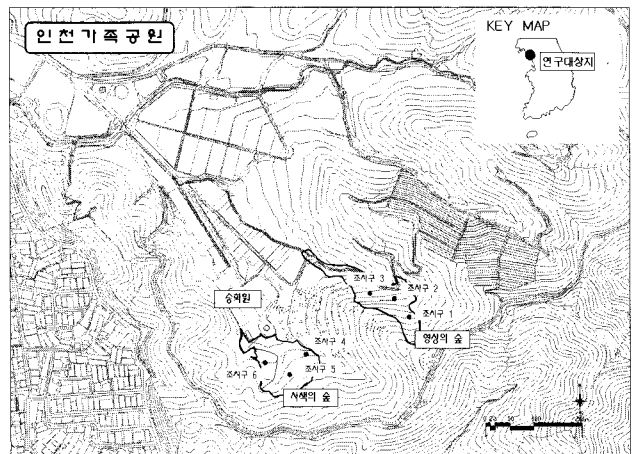 인천가족공원
KEY MAP
연구대상지
조사구 3
조사구 2
조사구 1
승화원
명상의 숲
조사구 4
조사구 5
조사구 6
사색의 숲